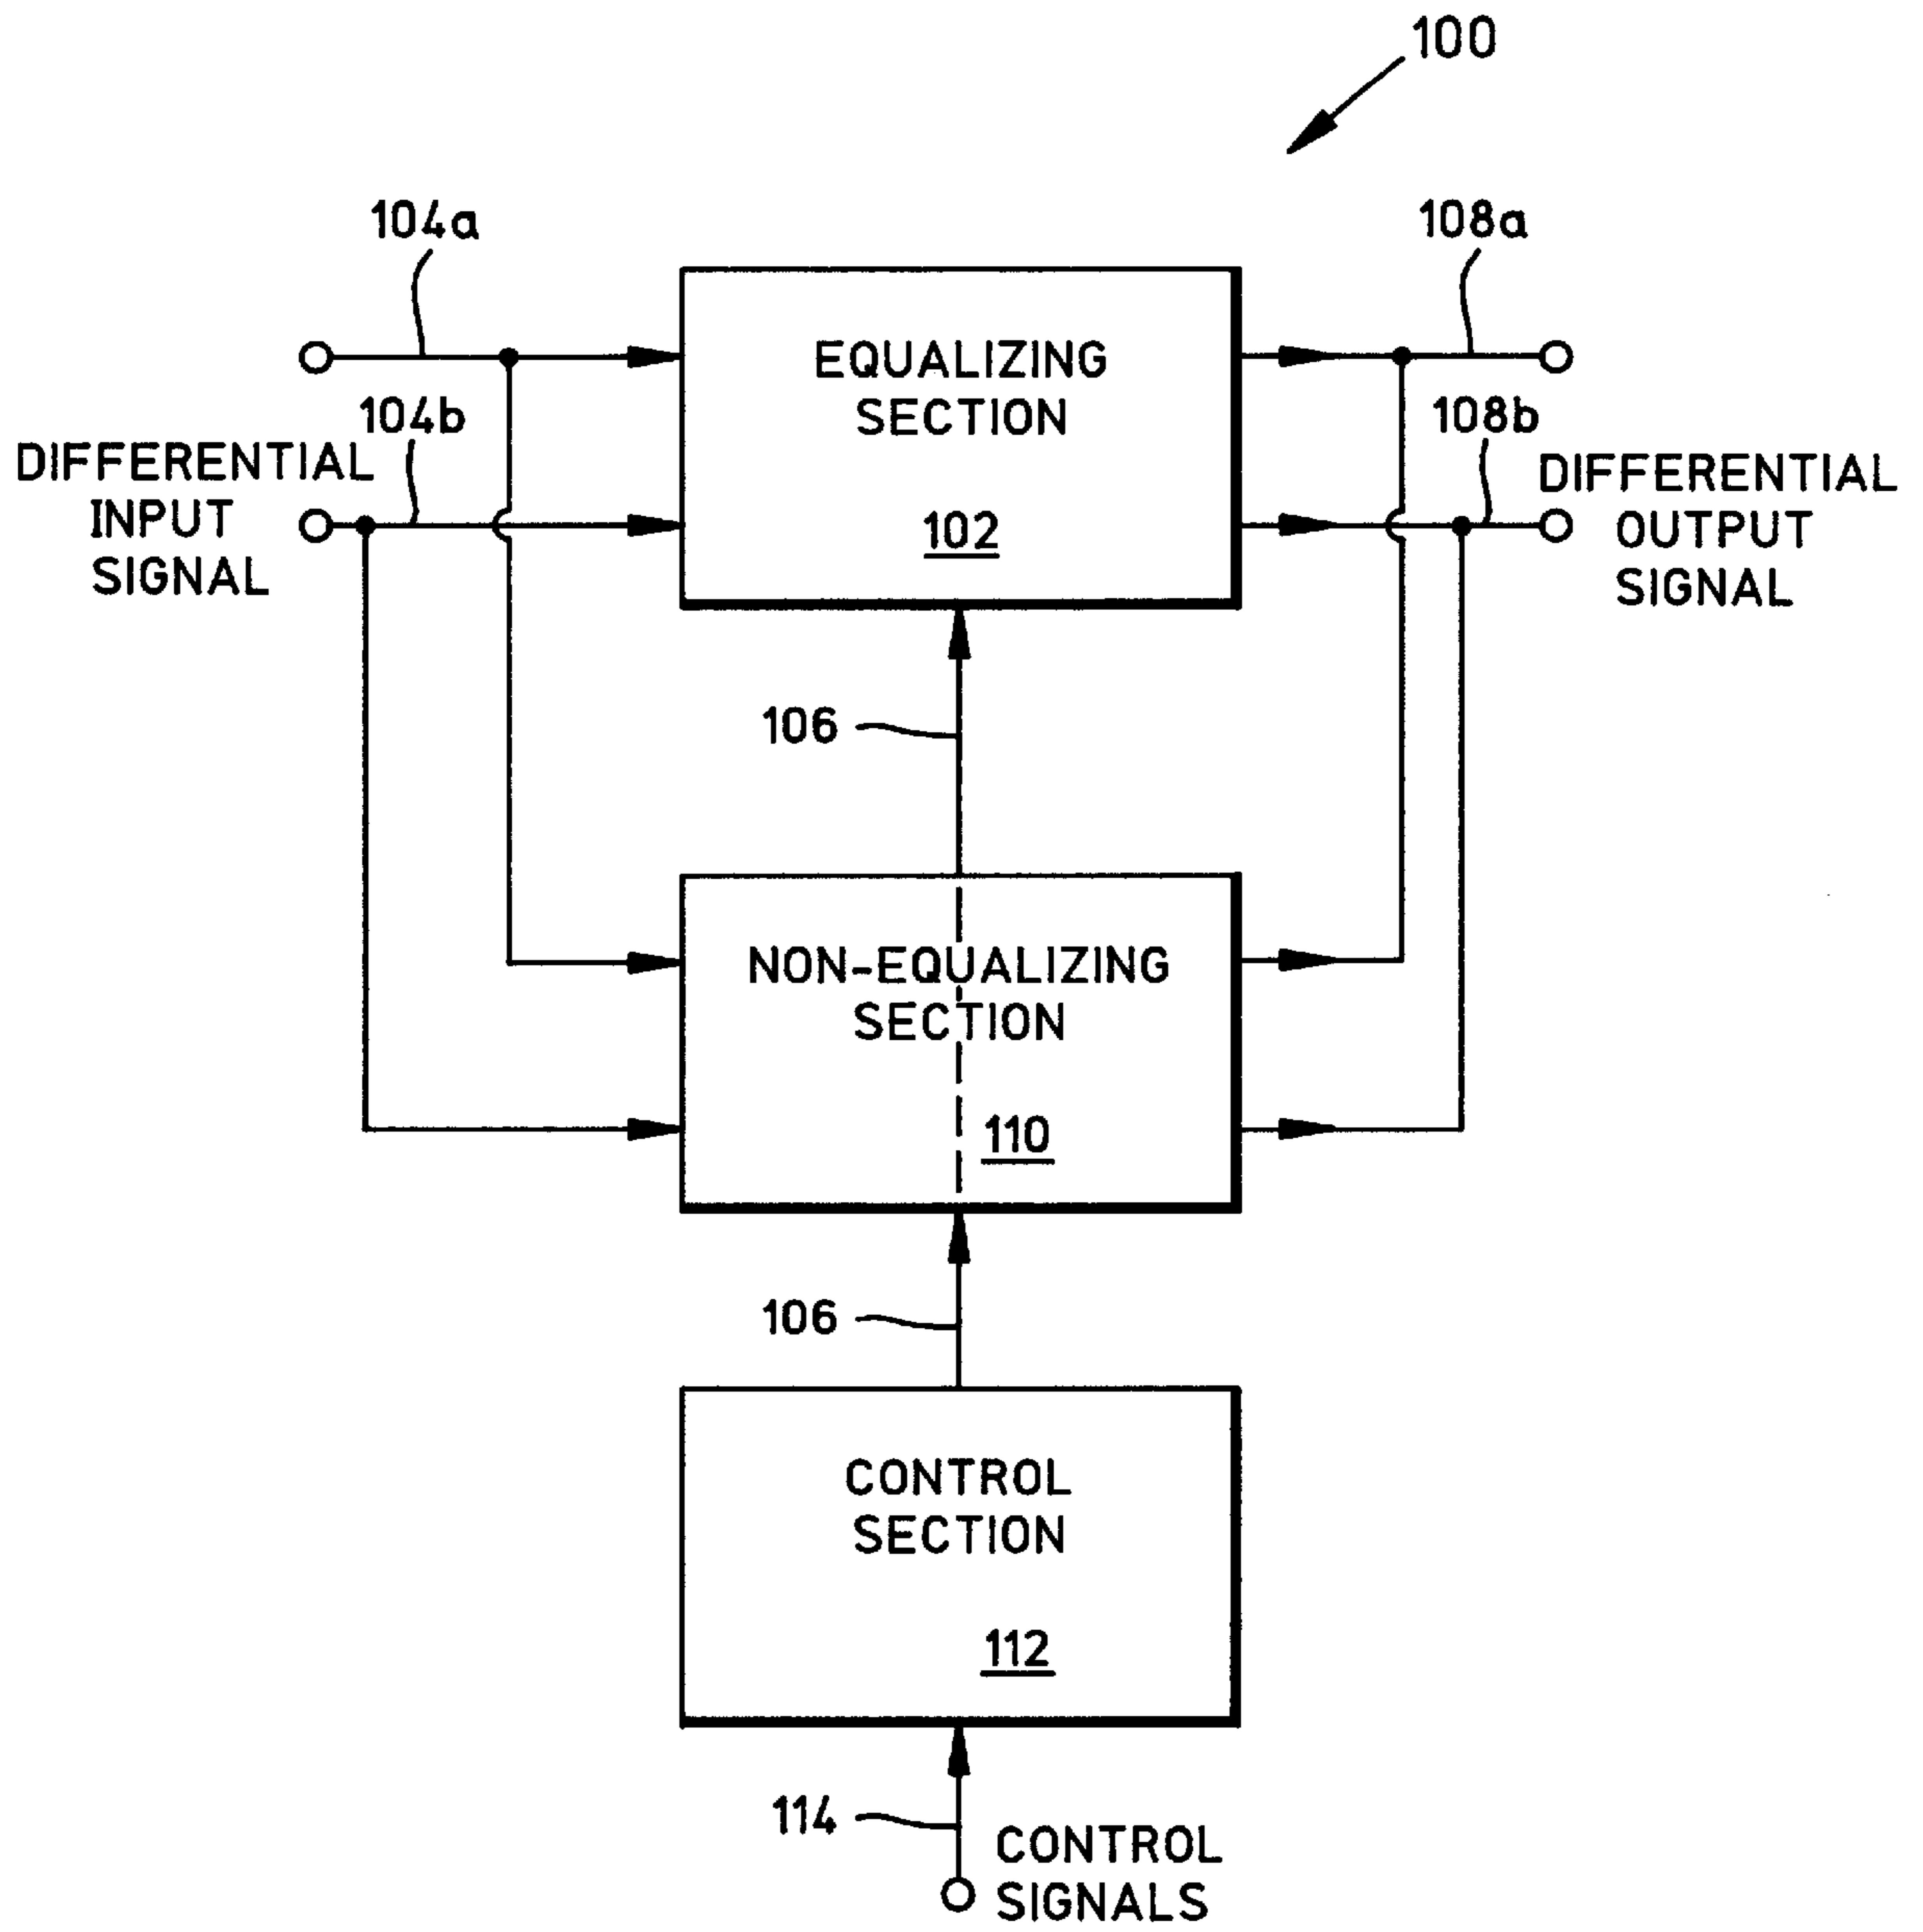 100
104a
108a
EQUALIZING
SECTION
104b
108b
DIFFERENTIAL
INPUT
SIGNAL
102
DIFFERENTIAL
OUTPUT
SIGNAL
106
NON-EQUALIZING
SECTION
110
106
CONTROL
SECTION
112
114
CONTROL
SIGNALS